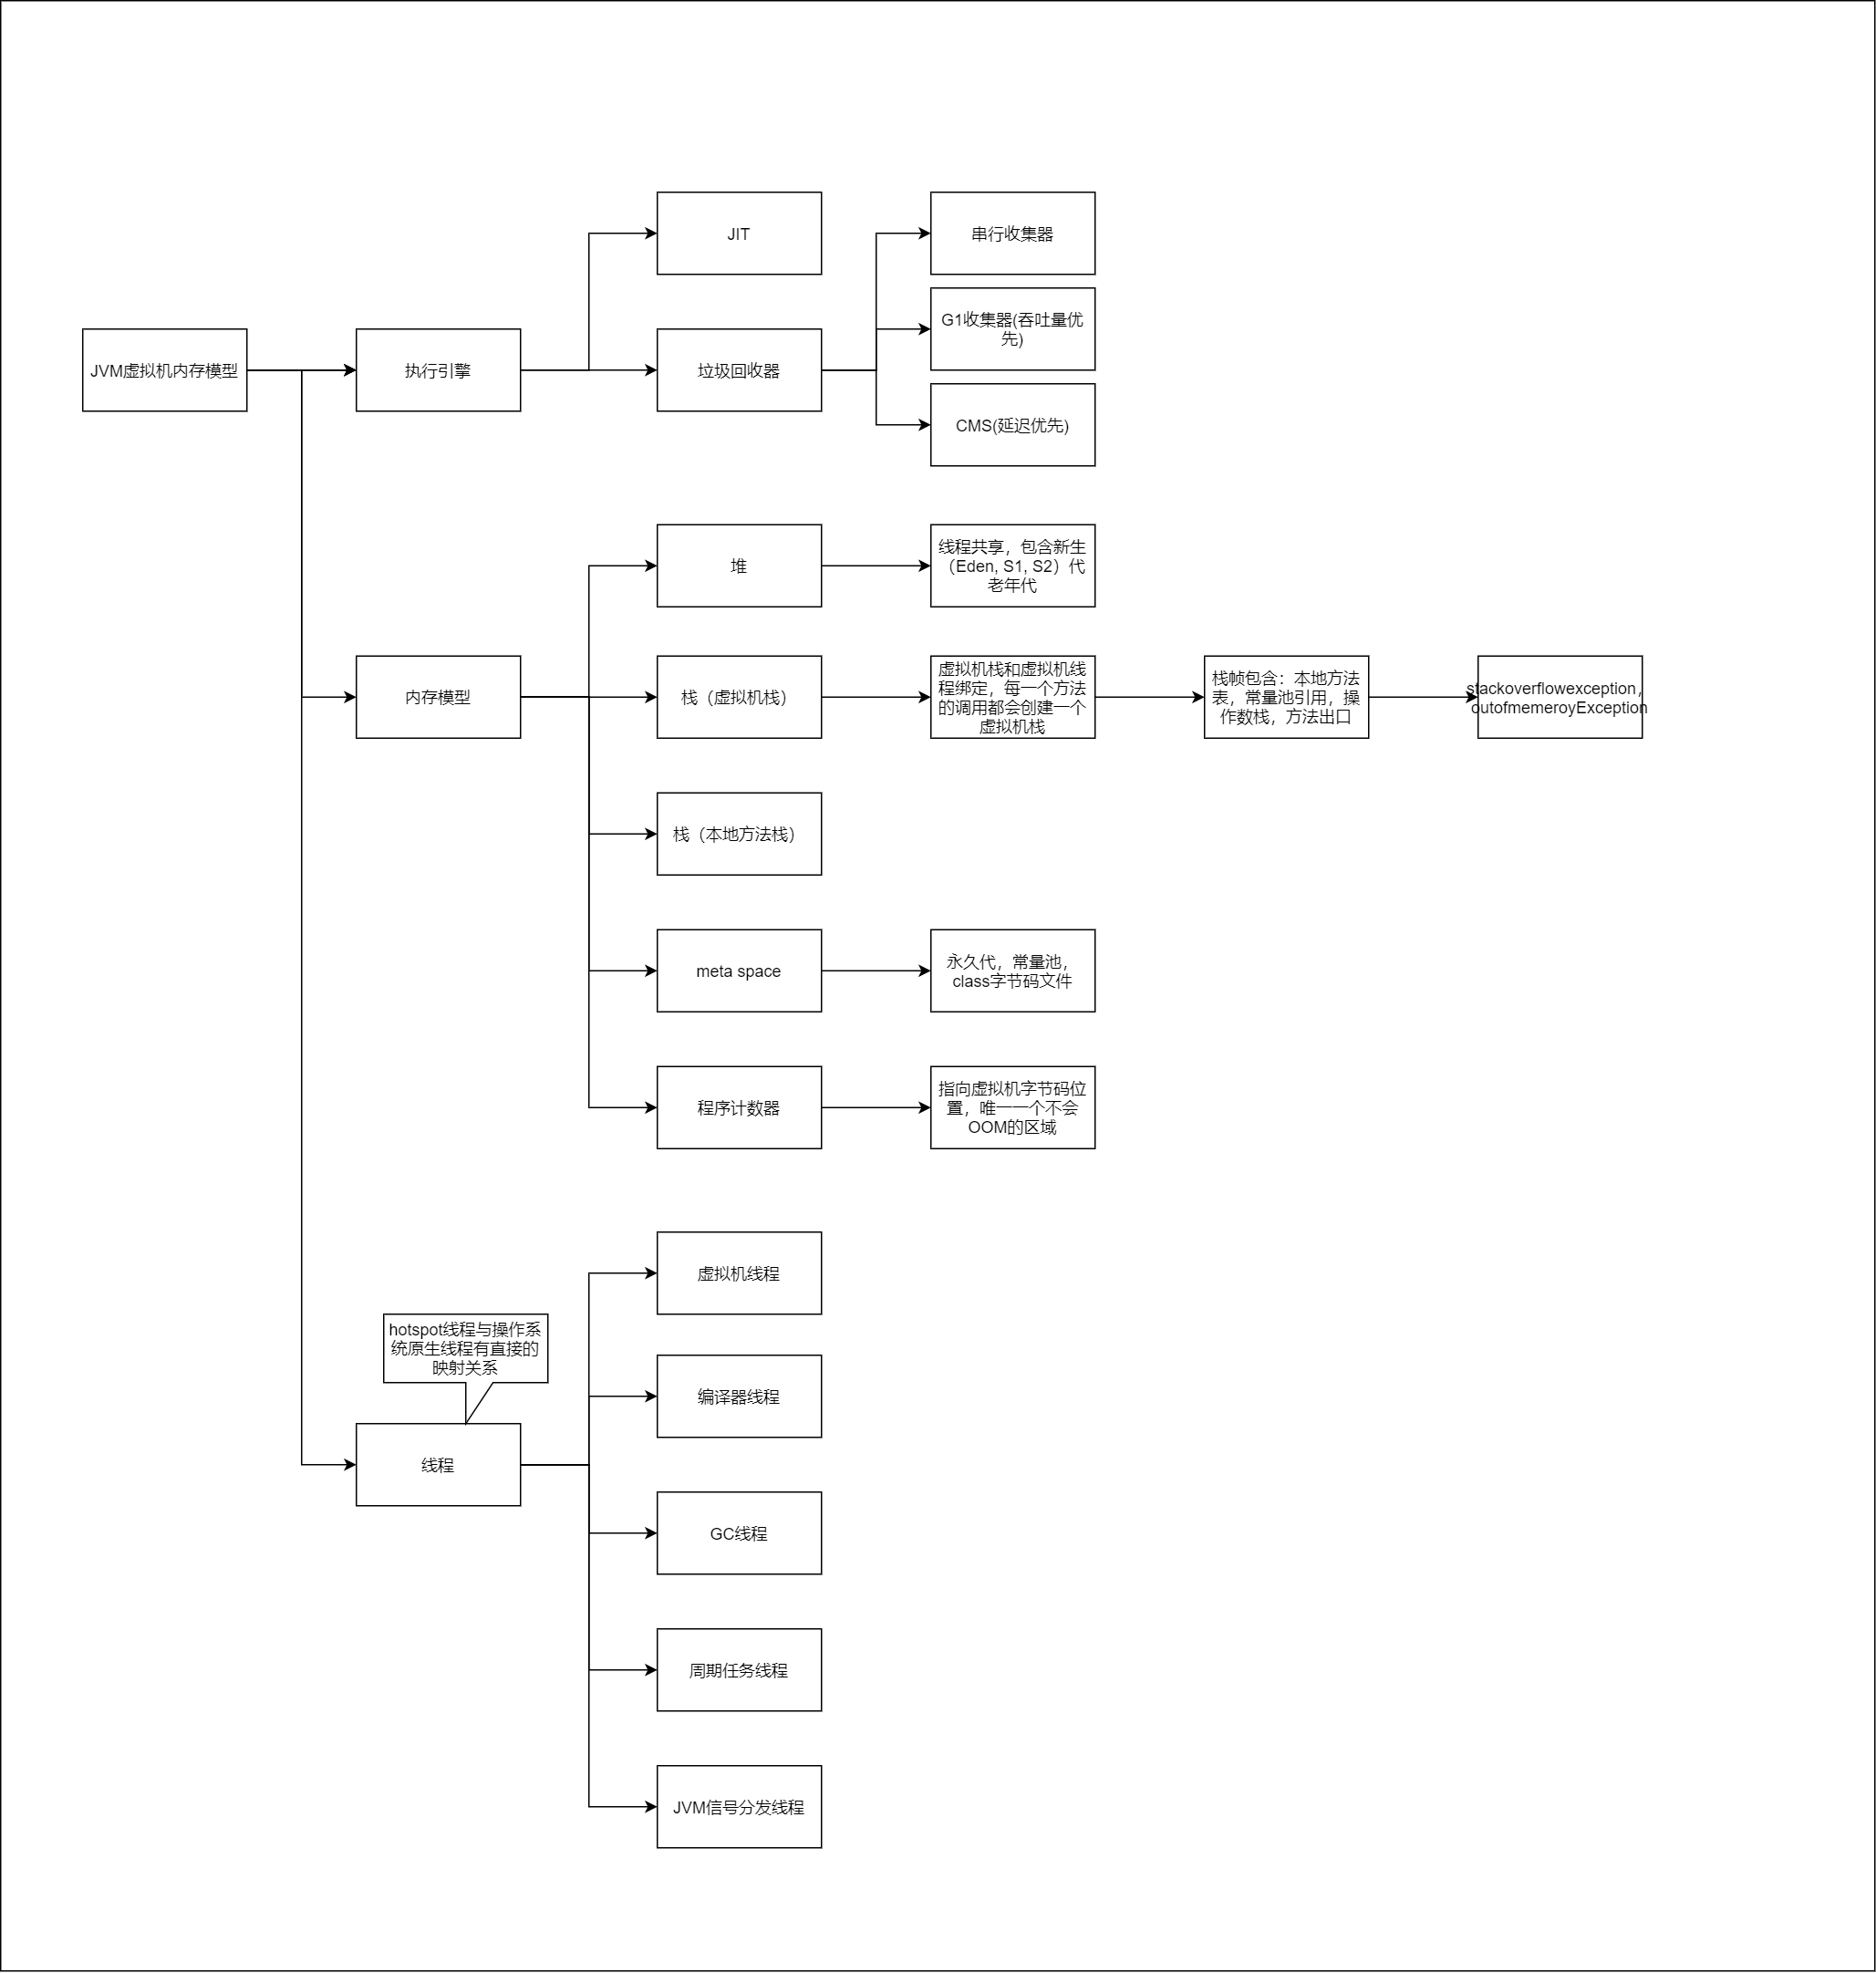 JIT
串行收集器
G1收集器(吞吐量优
先)
JVM虚拟机内存模型
执行引擎
垃圾回收器
CMS(延迟优先)
堆
线程共享，包含新生
（Eden, S1, S2）代
老年代
内存模型
栈（虚拟机栈）
虚拟机栈和虚拟机线
程绑定，每一个方法
的调用都会创建一个
虚拟机栈
栈帧包含：本地方法
表，常量池引用，操
作数栈，方法出口
stackoverflowexception，
outofmemeroyException
栈（本地方法栈）
meta space
永久代，常量池，
class字节码文件
程序计数器
指向虚拟机字节码位
置，唯一一个不会
OOM的区域
虚拟机线程
hotspot线程与操作系
统原生线程有直接的
映射关系
编译器线程
线程
GC线程
周期任务线程
JVM信号分发线程